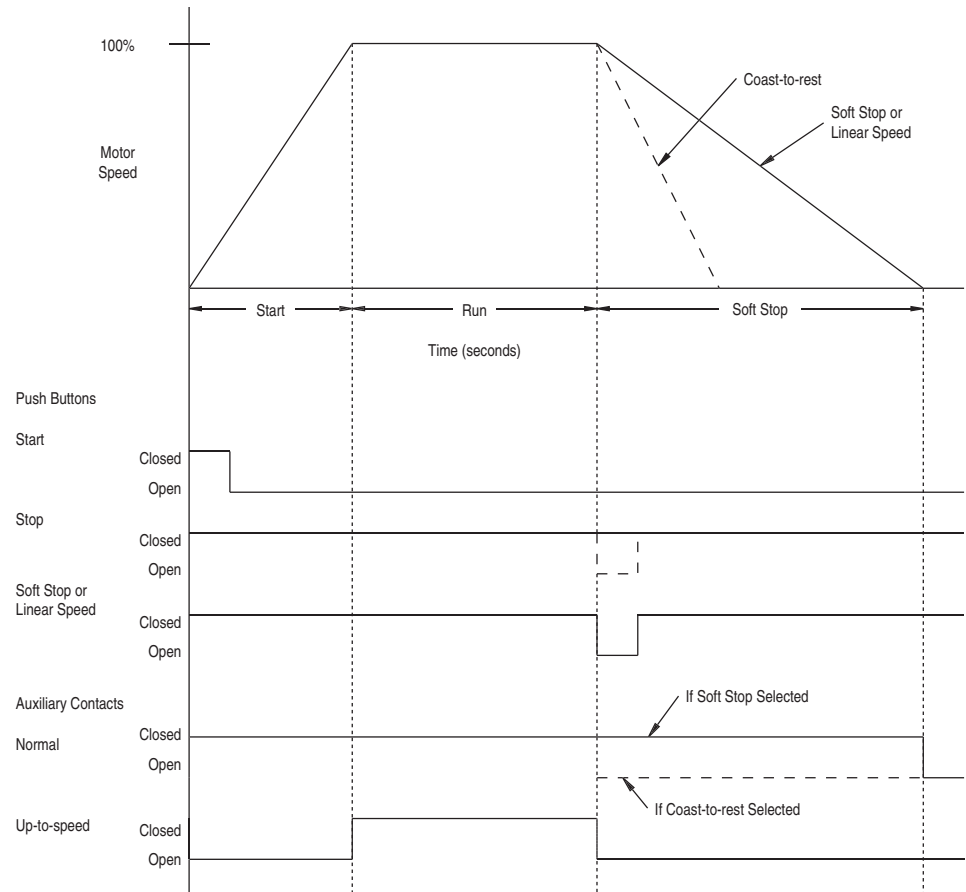 100%
Coast-to-rest
Soft Stop or
Linear Speed
Motor
Speed
Start
Run
Soft Stop
Time (seconds)
Push Buttons
Start
Closed
Open
Stop
Closed
Open
Soft Stop or
Linear Speed
Closed
Open
If Soft Stop Selected
Auxiliary Contacts
Closed
Normal
Open
If Coast-to-rest Selected
Up-to-speed
Closed
Open